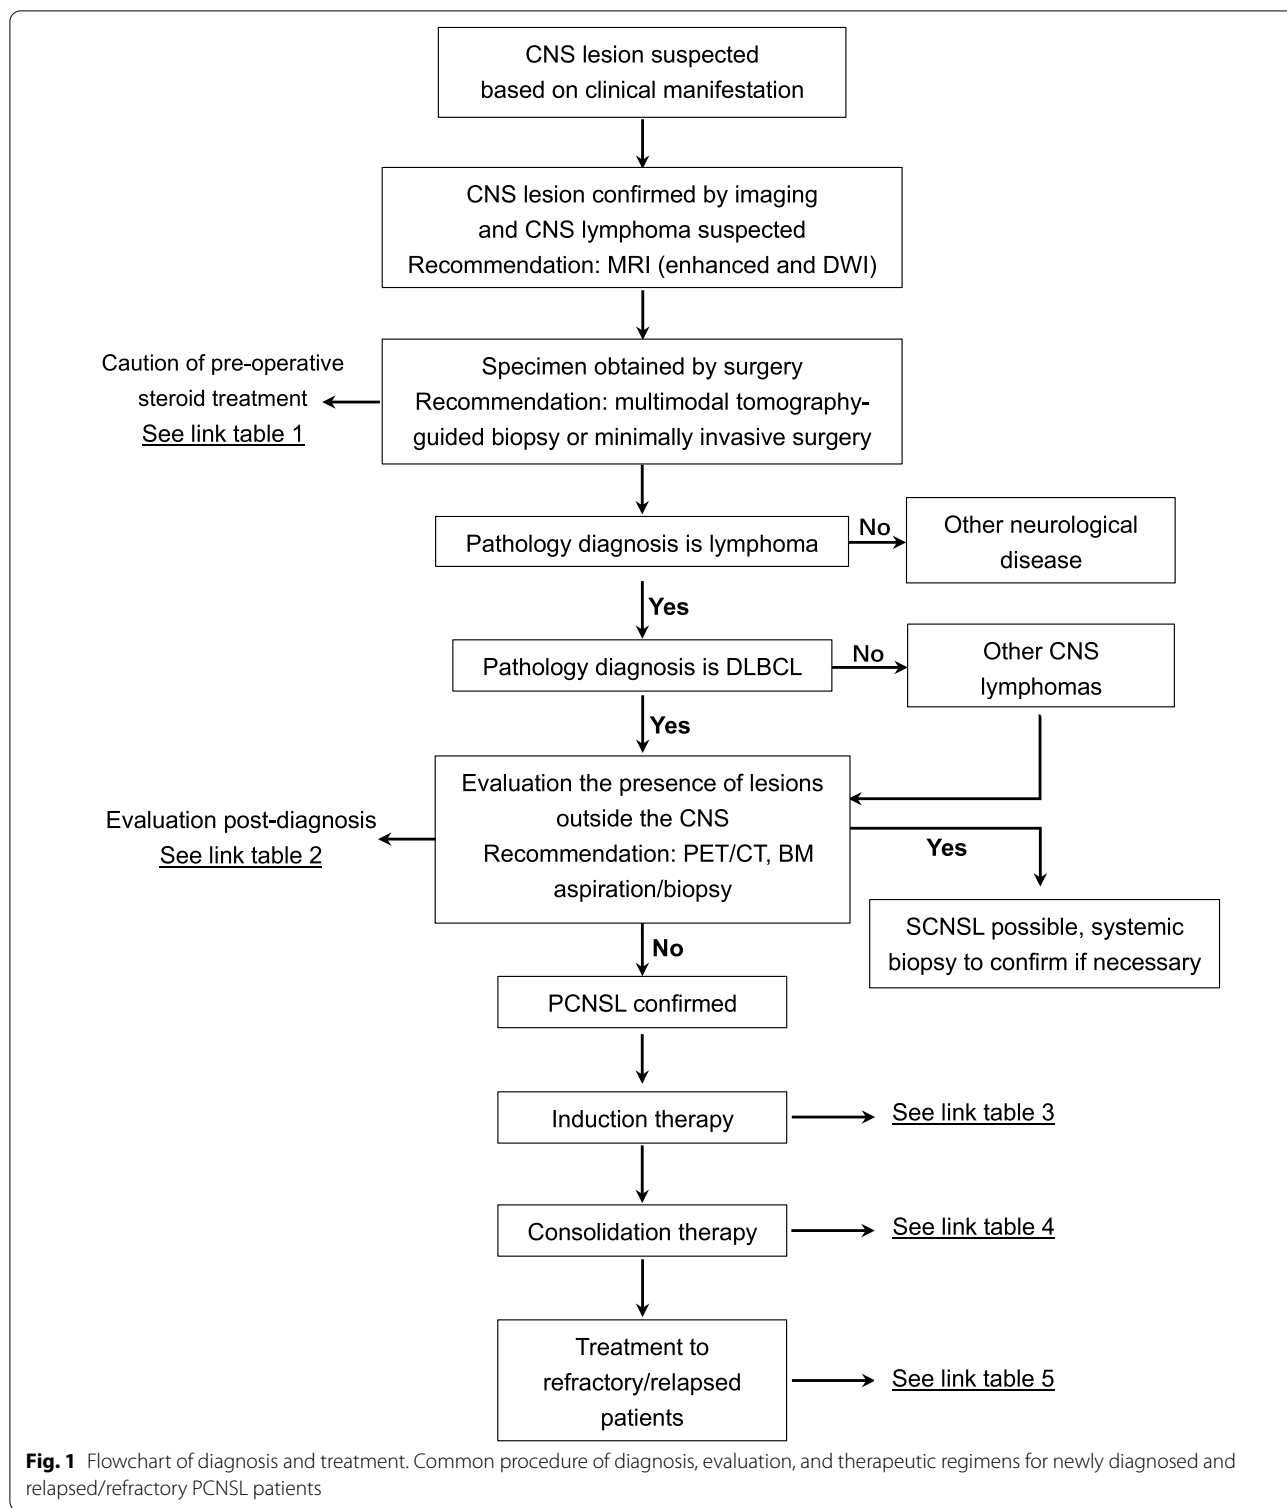 CNS lesion suspected
based on clinical manifestation
CNS lesion confirmed by imaging
and CNS lymphoma suspected
Recommendation: MRI (enhanced and DWI)
Caution of pre-operative
steroid treatment
See link table 1
Specimen obtained by surgery
Recommendation: multimodal tomography-
guided biopsy or minimally invasive surgery
Pathology diagnosis is lymphoma
No
Other neurological
disease
Yes
Pathology diagnosis is DLBCL
No
Other CNS
lymphomas
Yes
Evaluation the presence of lesions
outside the CNS
Recommendation: PET/CT, BM
aspiration/biopsy
Evaluation post-diagnosis
See link table 2
Yes
SCNSL possible, systemic
biopsy to confirm if necessary
No
PCNSL confirmed
Induction therapy
See link table 3
Consolidation therapy
See link table 4
Treatment to
refractory/relapsed
patients
See link table 5
Fig. 1 Flowchart of diagnosis and treatment. Common procedure of diagnosis, evaluation, and therapeutic regimens for newly diagnosed and
relapsed/refractory PCNSL patients